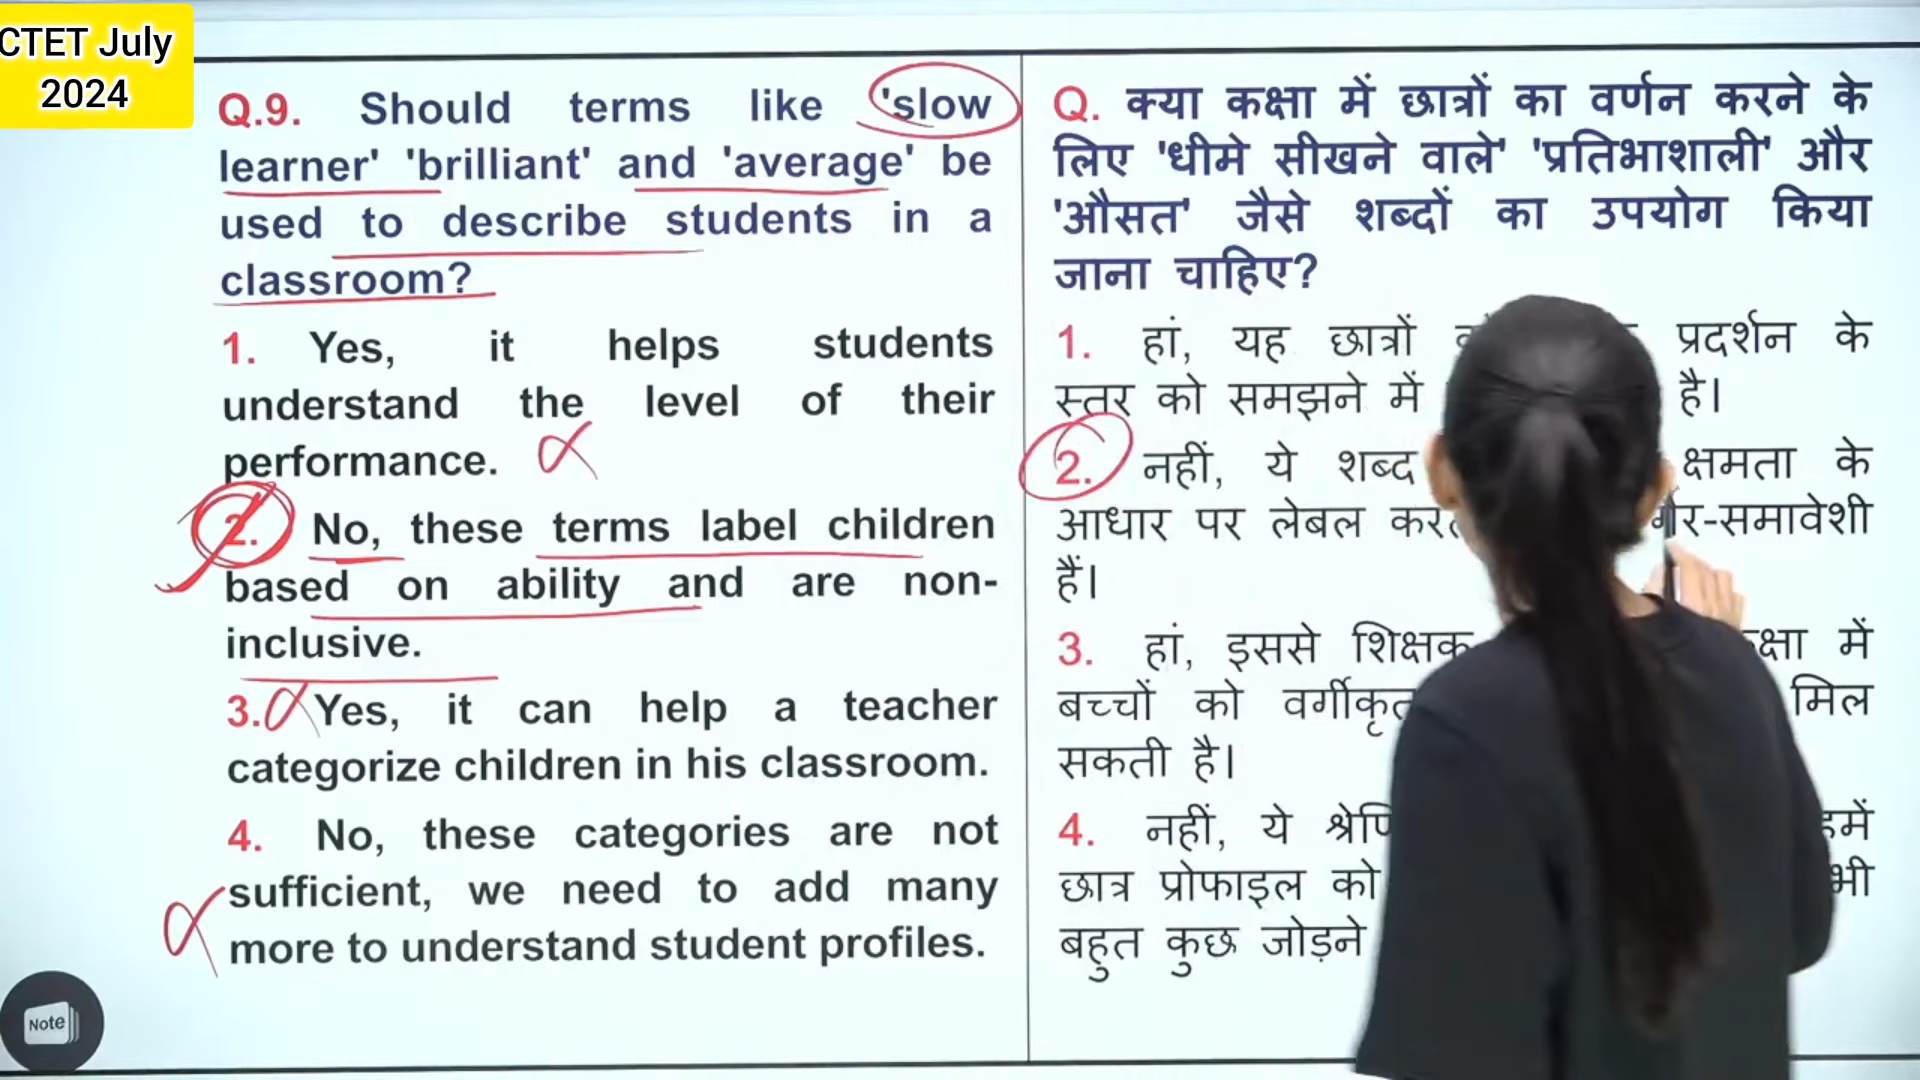 CTET July
2024
Q.9. Should terms like 'slow
learner' 'brilliant' and 'average' be
used to describe students in a
classroom?
1. Yes, it helps students
understand the level of their
performance.
2. No, these terms label children
based on ability and are non-
inclusive.
3. Yes, it can help a teacher
categorize children in his classroom.
4. No, these categories are not
sufficient, we need to add many
more to understand student profiles.
Q. क्या कक्षा में छात्रों का वर्णन करने के
लिए 'धीमे सीखने वाले' 'प्रतिभाशाली' और
'औसत' जैसे शब्दों का उपयोग किया
जाना चाहिए?
1. हां, यह छात्रों प्रदर्शन के
स्तर को समझने में है।
2. नहीं, ये शब्द क्षमता के
आधार पर लेबल गैर-समावेशी
हैं।
3. हां, इससे शिक्षक में
बच्चों को मिल
सकती है।
4. नहीं, ये
छात्र प्रोफाइल को भी
बहुत कुछ जोड़ने
Note